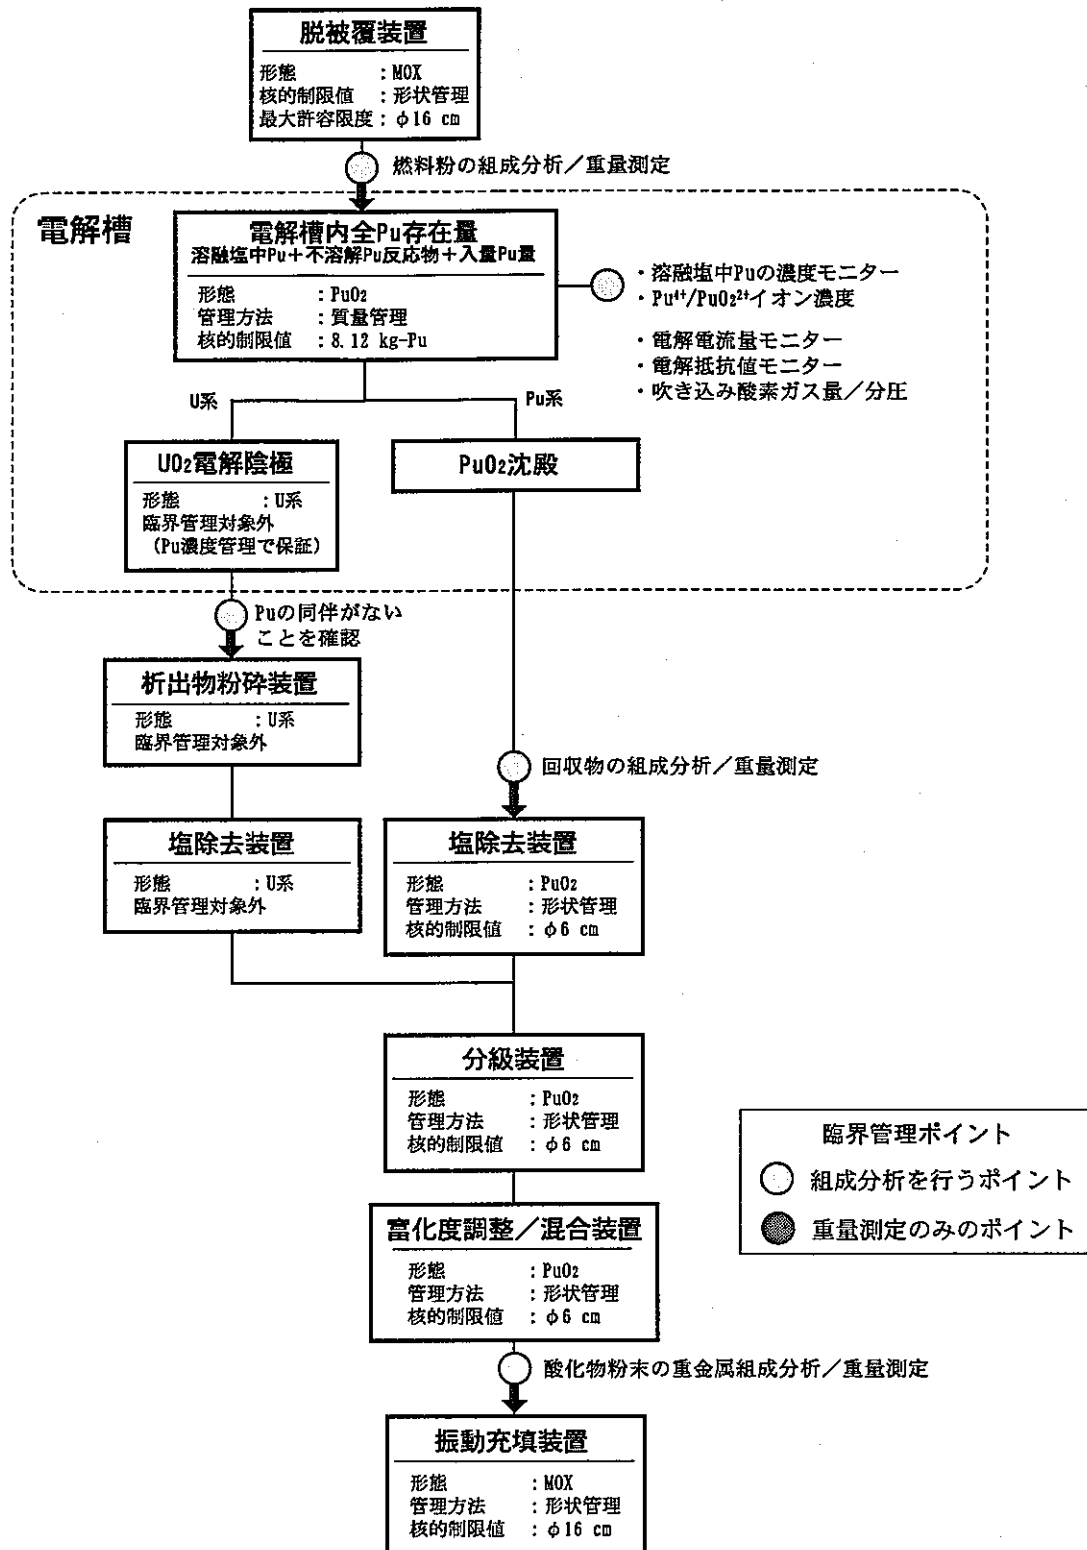 脱被覆装置
形態 : MOX
核的制限値 : 形状管理
最大許容限度 : φ16 cm
燃料粉の組成分析／重量測定
電解槽
電解槽内全Pu存在量
溶融塩中Pu＋不溶解Pu反応物＋入量Pu量
形態 : PuO₂
管理方法 : 質量管理
核的制限値 : 8.12 kg-Pu
・溶融塩中Puの濃度モニター
・Pu⁴⁺/PuO₂²⁺イオン濃度
・電解電流量モニター
・電解抵抗値モニター
・吹き込み酸素ガス量／分圧
U系
Pu系
UO₂電解陰極
形態 : U系
臨界管理対象外
(Pu濃度管理で保証)
PuO₂沈殿
Puの同伴がない
ことを確認
析出物粉砕装置
形態 : U系
臨界管理対象外
回収物の組成分析／重量測定
塩除去装置
形態 : U系
臨界管理対象外
塩除去装置
形態 : PuO₂
管理方法 : 形状管理
核的制限値 : φ6 cm
分級装置
形態 : PuO₂
管理方法 : 形状管理
核的制限値 : φ6 cm
臨界管理ポイント
組成分析を行うポイント
重量測定のみのポイント
富化度調整／混合装置
形態 : PuO₂
管理方法 : 形状管理
核的制限値 : φ6 cm
酸化物粉末の重金属組成分析／重量測定
振動充填装置
形態 : MOX
管理方法 : 形状管理
核的制限値 : φ16 cm